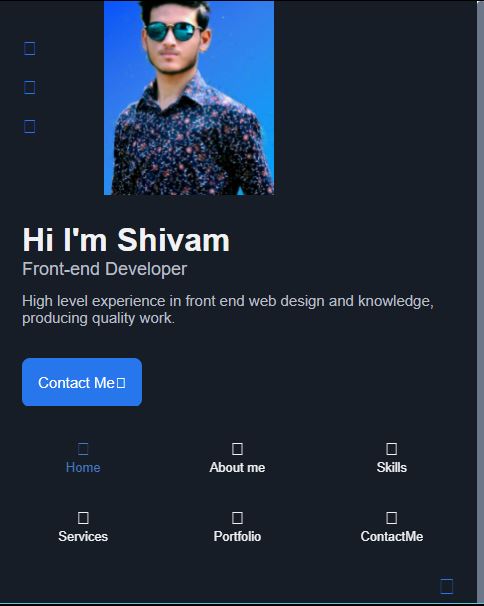 Hi I'm Shivam
Front-end Developer
High level experience in front end web design and knowledge,
producing quality work.
Contact Me
Home
About me
Skills
Services
Portfolio
ContactMe